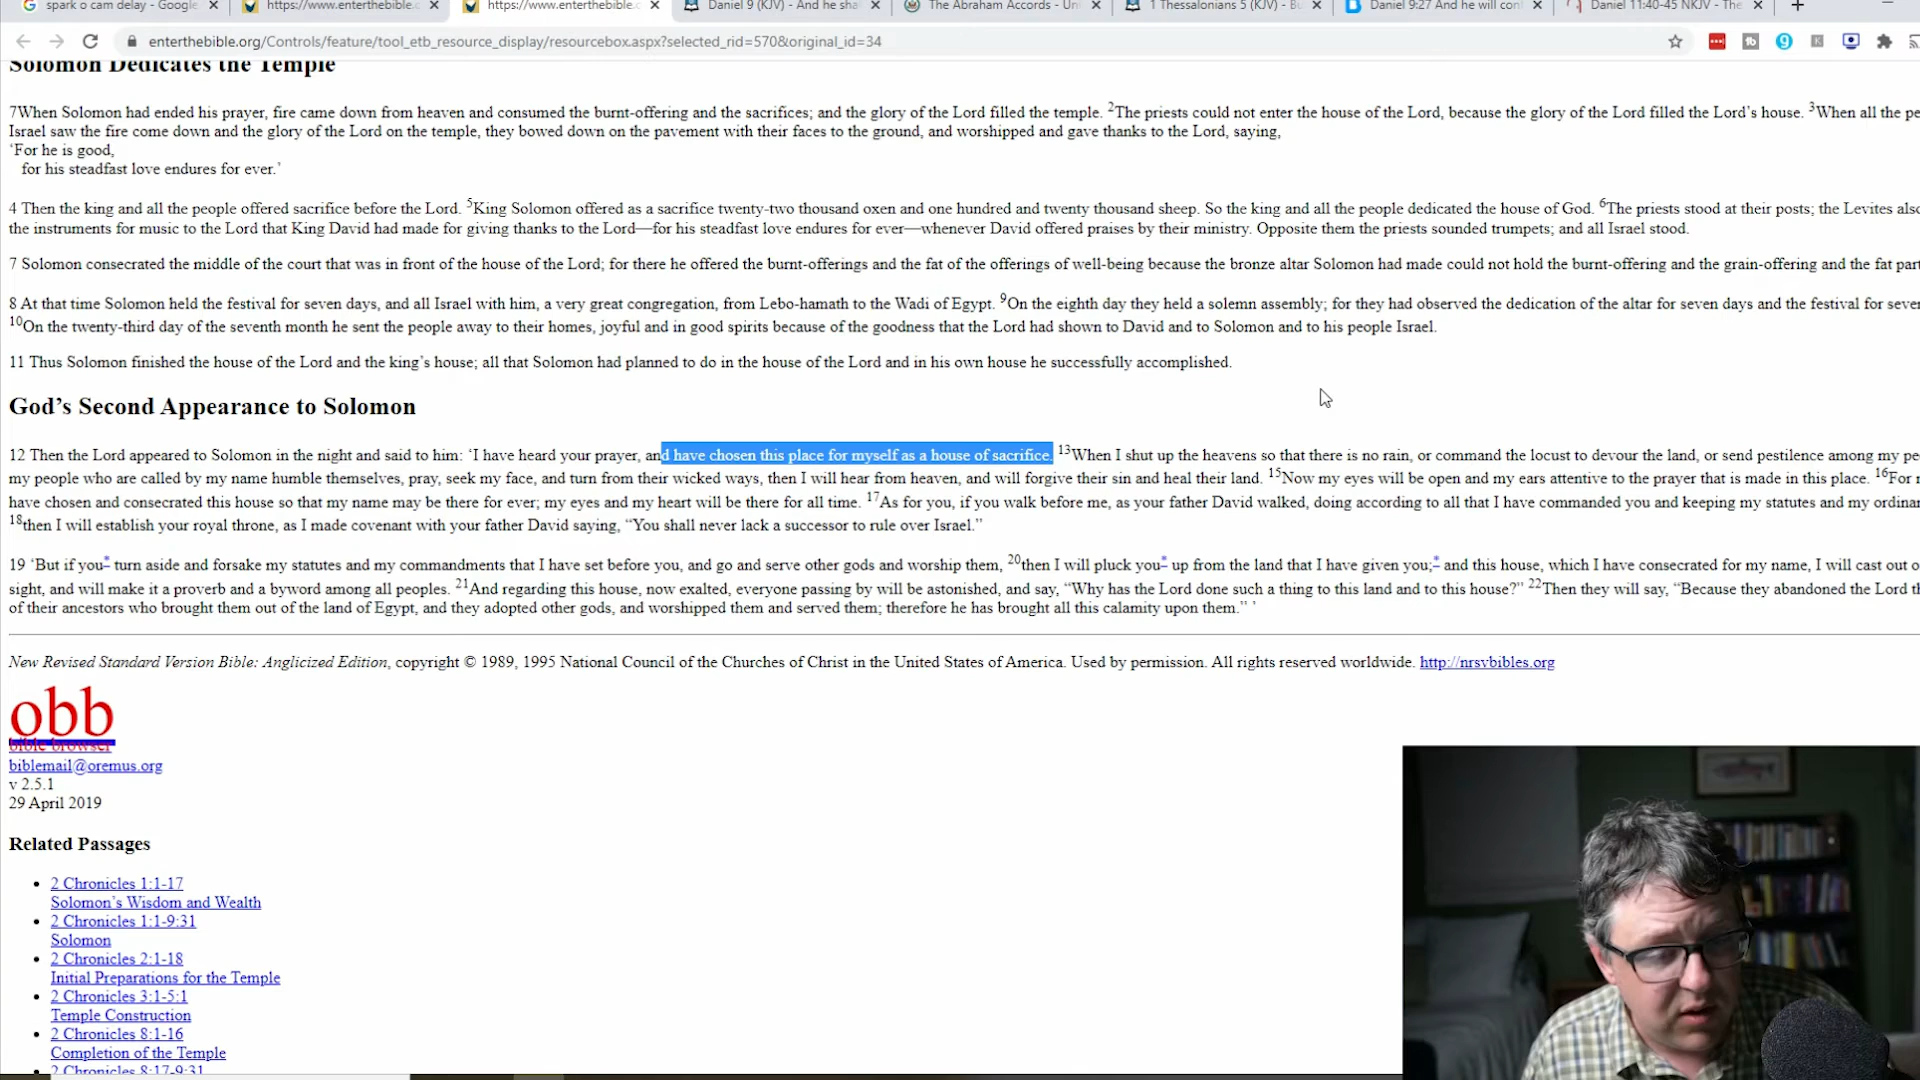 spark o cam delay - Google
https://www.enterthebible.
https://www.enterthebible.c
Daniel 9 (KJV) - And he sha
The Abraham Accords - Un
1 Thessalonians 5 (KJV) - Bu
Daniel 9:27 And he will con
Daniel 11:40-45 NKJV - The
enterthebible.org/Controls/feature/tool_etb_resource_display/resourcebox.aspx?selected_rid=570&original_id=34
Solomon Dedicates the Temple
7When Solomon had ended his prayer, fire came down from heaven and consumed the burnt-offering and the sacrifices; and the glory of the Lord filled the temple. 2The priests could not enter the house of the Lord, because the glory of the Lord filled the Lord’s house. 3When all the pe
Israel saw the fire come down and the glory of the Lord on the temple, they bowed down on the pavement with their faces to the ground, and worshipped and gave thanks to the Lord, saying,
‘For he is good,
for his steadfast love endures for ever.’
4 Then the king and all the people offered sacrifice before the Lord. 5King Solomon offered as a sacrifice twenty-two thousand oxen and one hundred and twenty thousand sheep. So the king and all the people dedicated the house of God. 6The priests stood at their posts; the Levites also
the instruments for music to the Lord that King David had made for giving thanks to the Lord—for his steadfast love endures for ever—whenever David offered praises by their ministry. Opposite them the priests sounded trumpets; and all Israel stood.
7 Solomon consecrated the middle of the court that was in front of the house of the Lord; for there he offered the burnt-offerings and the fat of the offerings of well-being because the bronze altar Solomon had made could not hold the burnt-offering and the grain-offering and the fat part
8 At that time Solomon held the festival for seven days, and all Israel with him, a very great congregation, from Lebo-hamath to the Wadi of Egypt. 9On the eighth day they held a solemn assembly; for they had observed the dedication of the altar for seven days and the festival for seven
10On the twenty-third day of the seventh month he sent the people away to their homes, joyful and in good spirits because of the goodness that the Lord had shown to David and to Solomon and to his people Israel.
11 Thus Solomon finished the house of the Lord and the king’s house; all that Solomon had planned to do in the house of the Lord and in his own house he successfully accomplished.
God’s Second Appearance to Solomon
12 Then the Lord appeared to Solomon in the night and said to him: ‘I have heard your prayer, and have chosen this place for myself as a house of sacrifice. 13When I shut up the heavens so that there is no rain, or command the locust to devour the land, or send pestilence among my pe
my people who are called by my name humble themselves, pray, seek my face, and turn from their wicked ways, then I will hear from heaven, and will forgive their sin and heal their land. 15Now my eyes will be open and my ears attentive to the prayer that is made in this place. 16For n
have chosen and consecrated this house so that my name may be there for ever; my eyes and my heart will be there for all time. 17As for you, if you walk before me, as your father David walked, doing according to all that I have commanded you and keeping my statutes and my ordinan
18then I will establish your royal throne, as I made covenant with your father David saying, “You shall never lack a successor to rule over Israel.”
19 ‘But if you* turn aside and forsake my statutes and my commandments that I have set before you, and go and serve other gods and worship them, 20then I will pluck you* up from the land that I have given you;* and this house, which I have consecrated for my name, I will cast out o
sight, and will make it a proverb and a byword among all peoples. 21And regarding this house, now exalted, everyone passing by will be astonished, and say, “Why has the Lord done such a thing to this land and to this house?” 22Then they will say, “Because they abandoned the Lord th
of their ancestors who brought them out of the land of Egypt, and they adopted other gods, and worshipped them and served them; therefore he has brought all this calamity upon them.” ’
New Revised Standard Version Bible: Anglicized Edition, copyright © 1989, 1995 National Council of the Churches of Christ in the United States of America. Used by permission. All rights reserved worldwide. http://nrsvbibles.org
obb
bible browser
biblemail@oremus.org
v 2.5.1
29 April 2019
Related Passages
2 Chronicles 1:1-17
Solomon’s Wisdom and Wealth
2 Chronicles 1:1-9:31
Solomon
2 Chronicles 2:1-18
Initial Preparations for the Temple
2 Chronicles 3:1-5:1
Temple Construction
2 Chronicles 8:1-16
Completion of the Temple
2 Chronicles 8:17-9:31